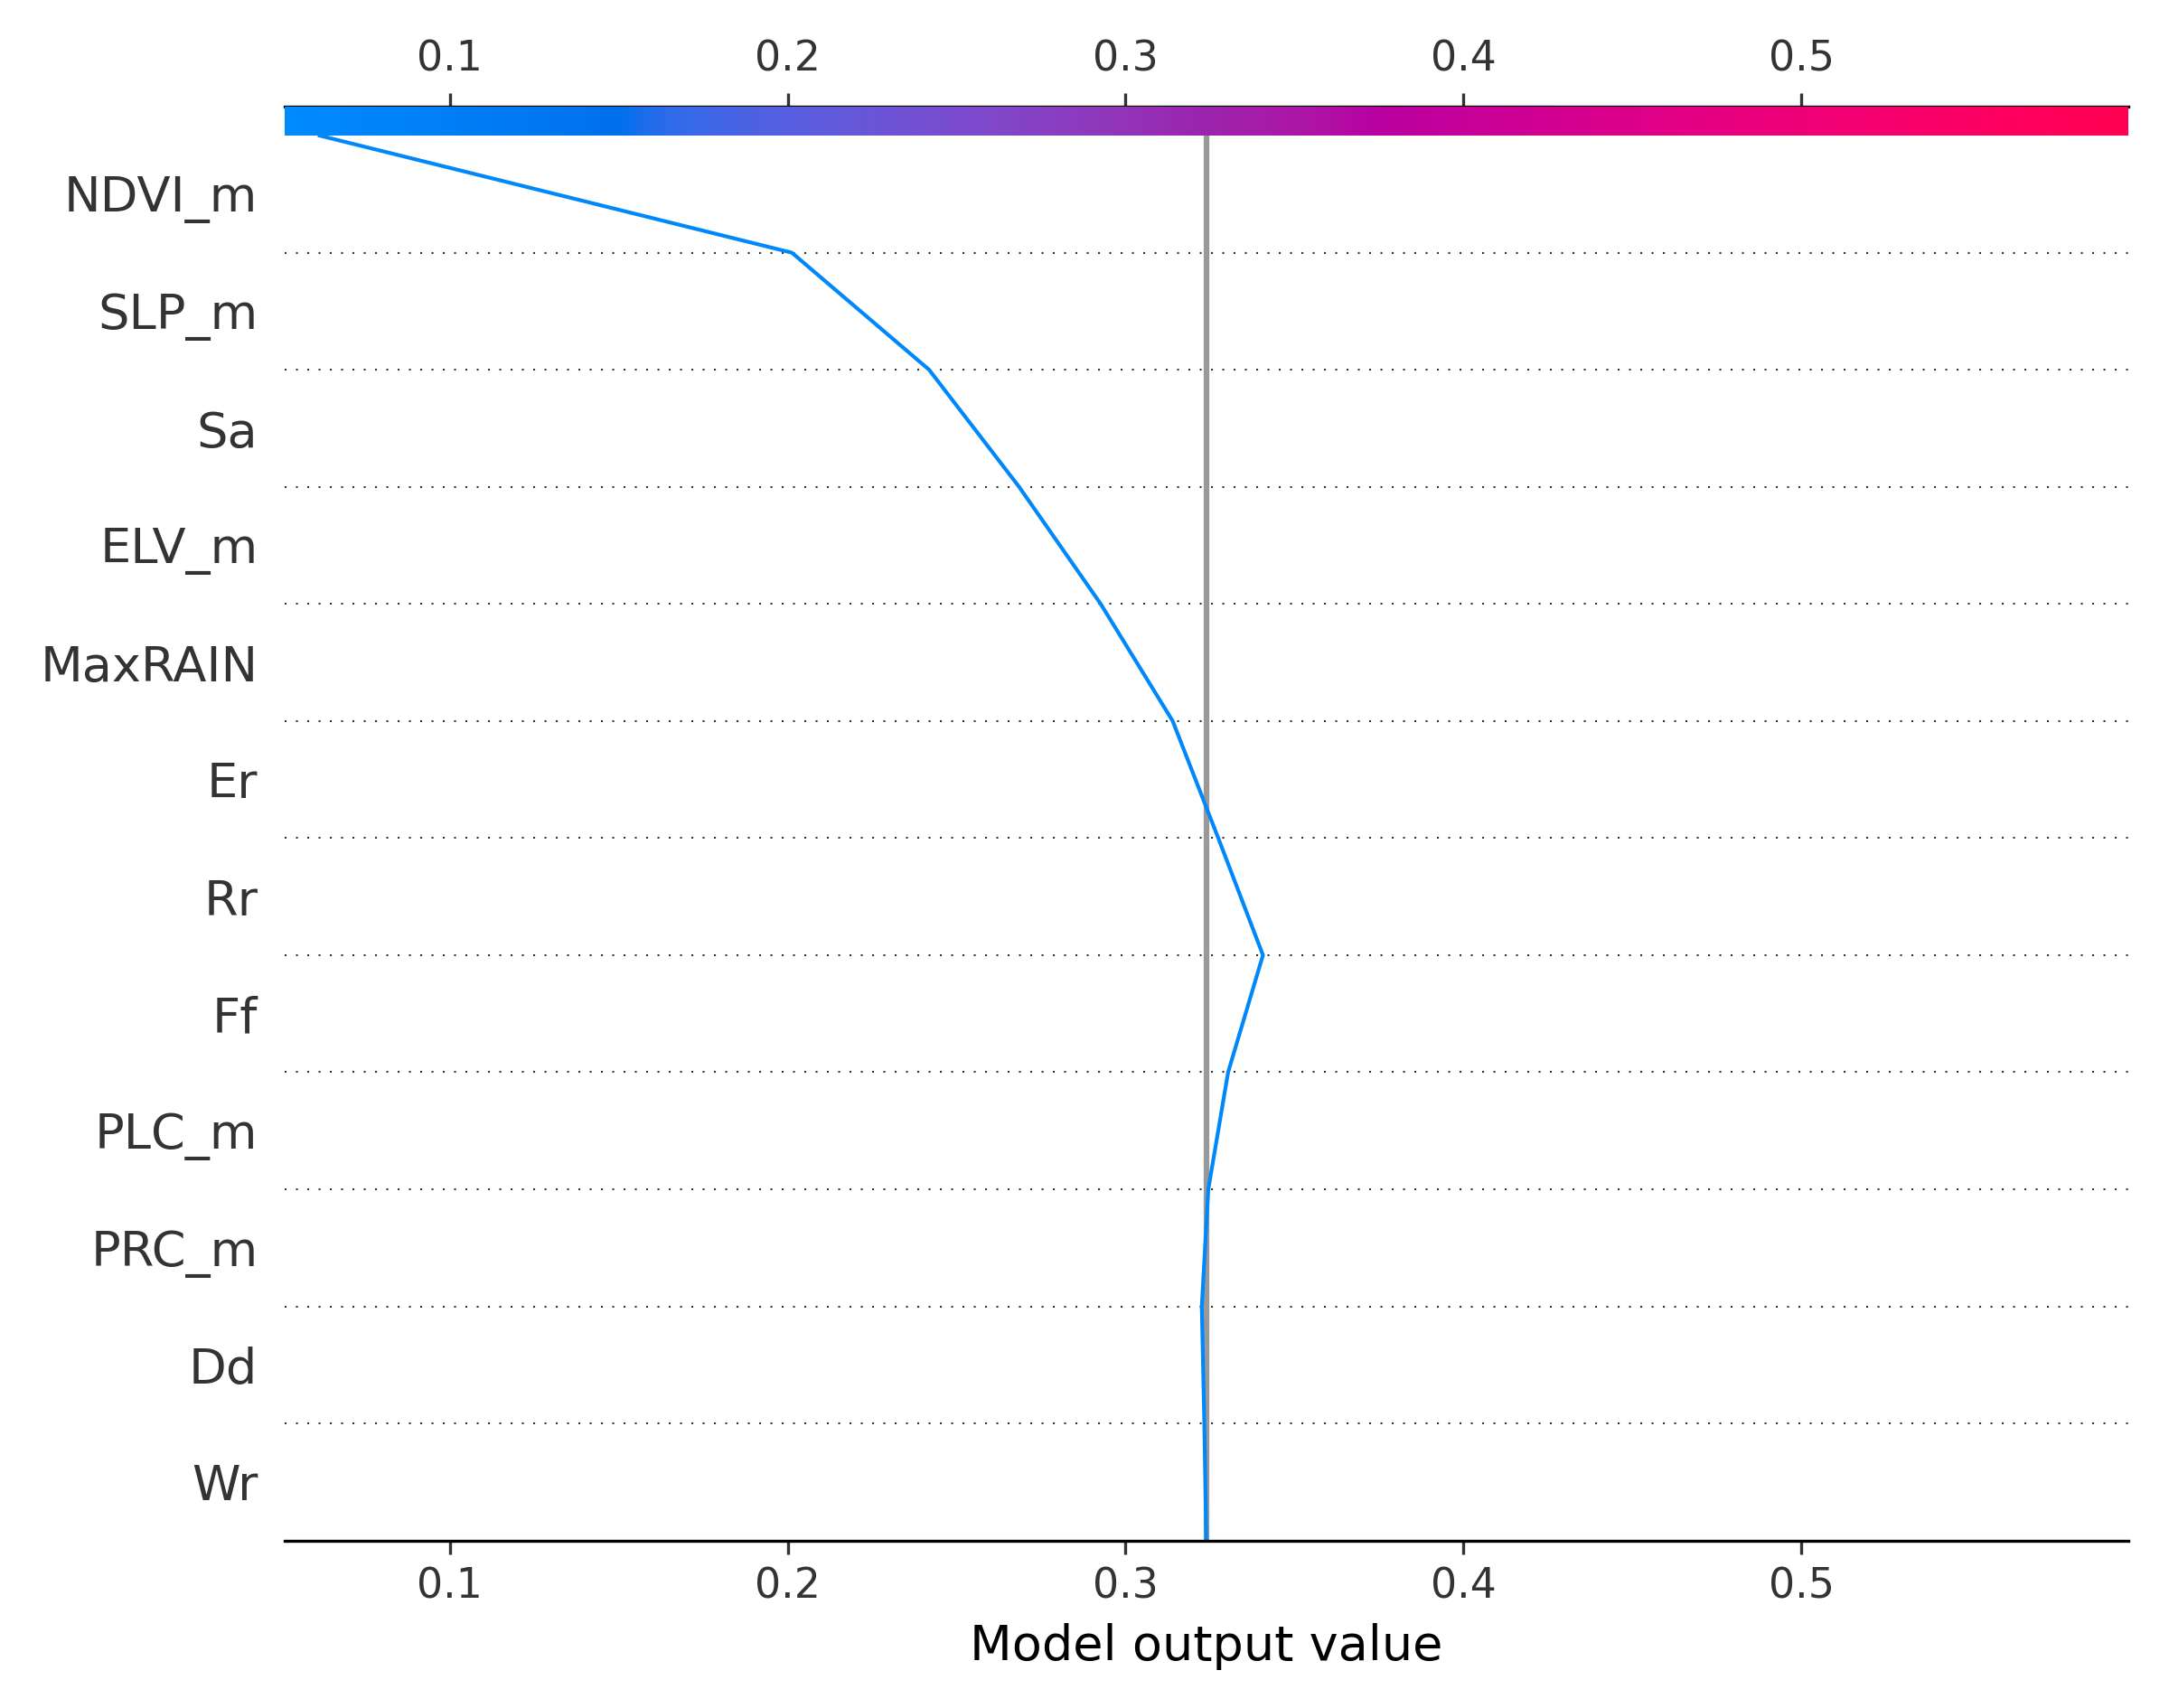 0.1 0.2 0.3 0.4 0.5
NDVI_m
SLP_m
Sa
ELV_m
MaxRAIN
Er
Rr
Ff
PLC_m
PRC_m
Dd
Wr
0.1 0.2 0.3 0.4 0.5
Model output value